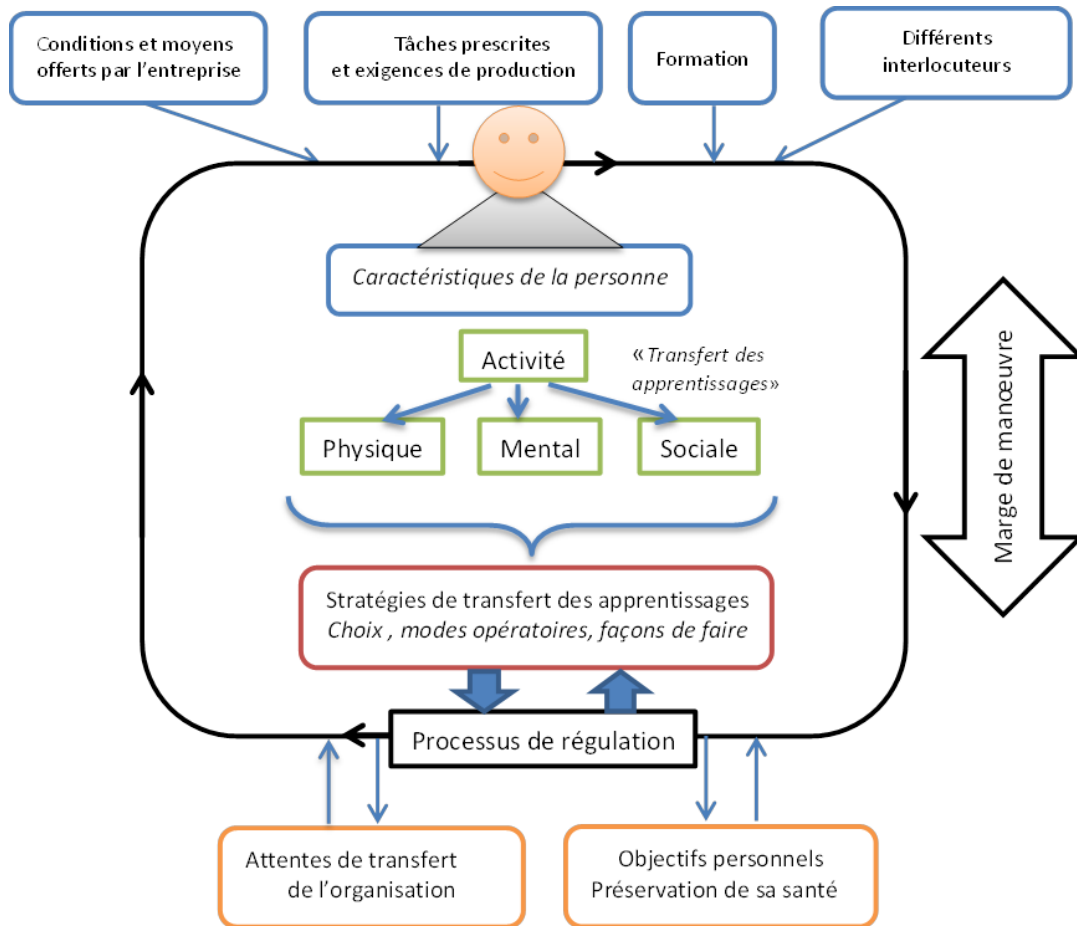 Conditions et moyens
offerts par l'entreprise
Tâches prescrites
et exigences de production
Formation
Différents
interlocuteurs
Caractéristiques de la personne
Activité
«Transfert des
apprentissages»
Physique
Mental
Sociale
Marge de manœuvre
Stratégies de transfert des apprentissages
Choix , modes opératoires, façons de faire
Processus de régulation
Attentes de transfert
de l'organisation
Objectifs personnels
Préservation de sa santé